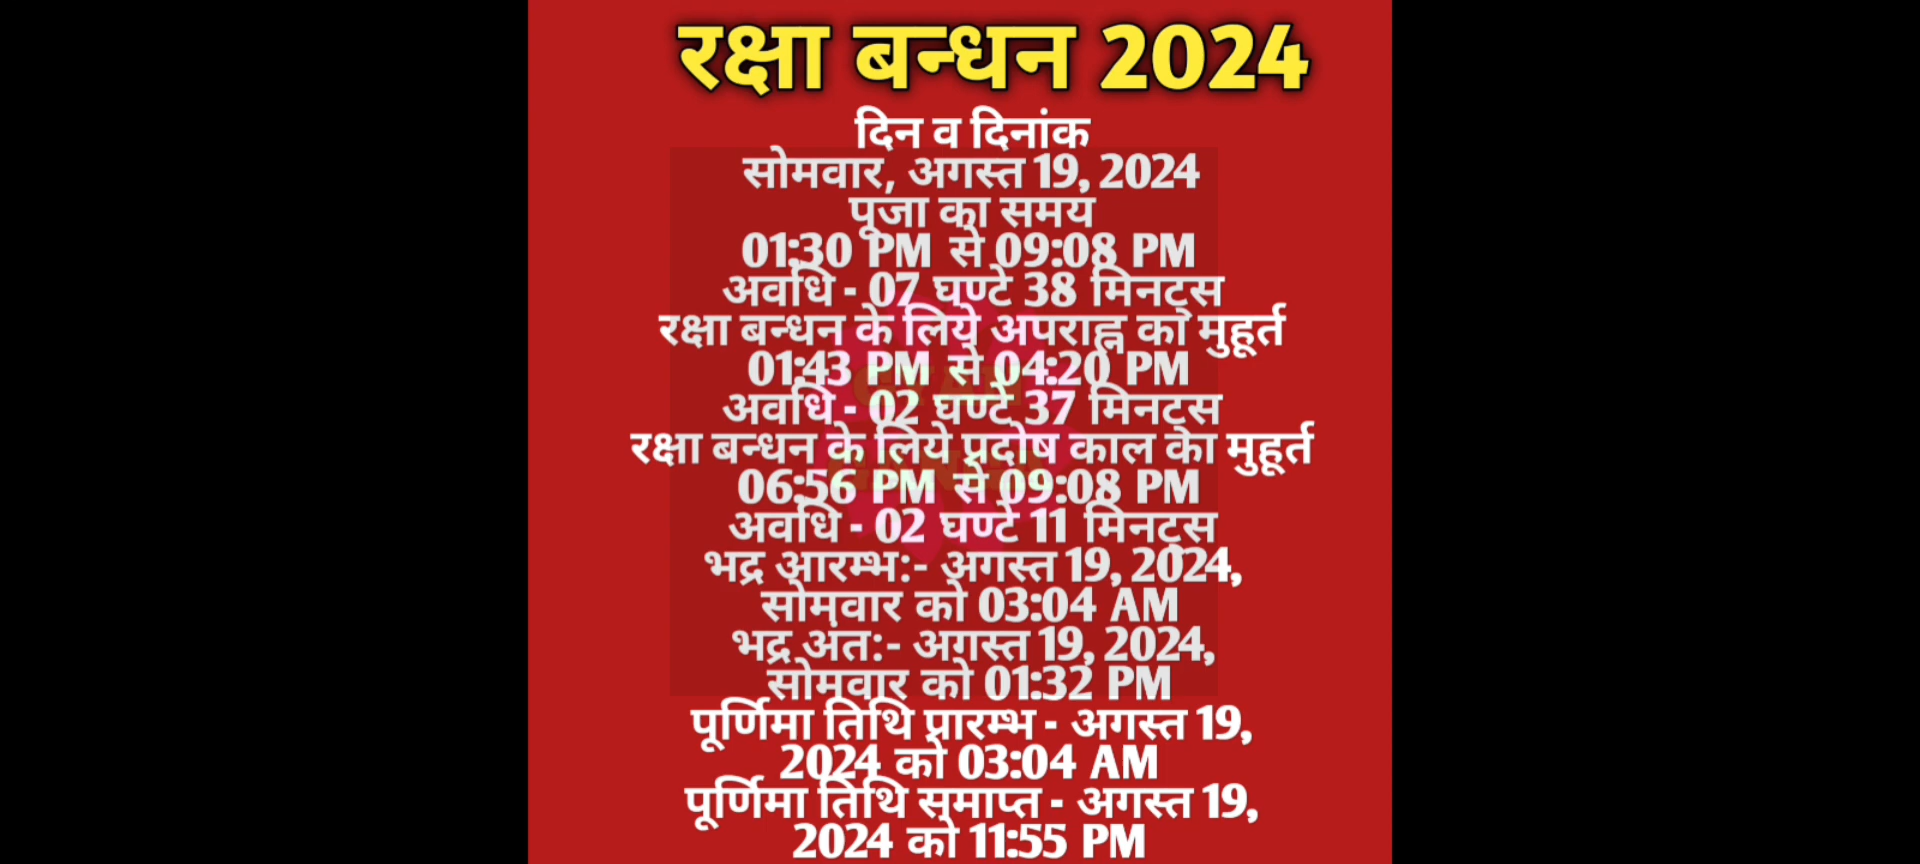 रक्षा बन्धन 2024
दिन व दिनांक
सोमवार, अगस्त 19, 2024
पूजा का समय
01:30 PM से 09:08 PM
अवधि - 07 घण्टे 38 मिनट्स
रक्षा बन्धन के लिये अपराह्न का मुहूर्त
01:43 PM से 04:20 PM
अवधि - 02 घण्टे 37 मिनट्स
रक्षा बन्धन के लिये प्रदोष काल का मुहूर्त
06:56 PM से 09:08 PM
अवधि - 02 घण्टे 11 मिनट्स
भद्र आरम्भ:- अगस्त 19, 2024,
सोमवार को 03:04 AM
भद्र अंत:- अगस्त 19, 2024,
सोमवार को 01:32 PM
पूर्णिमा तिथि प्रारम्भ - अगस्त 19,
2024 को 03:04 AM
पूर्णिमा तिथि समाप्त - अगस्त 19,
2024 को 11:55 PM